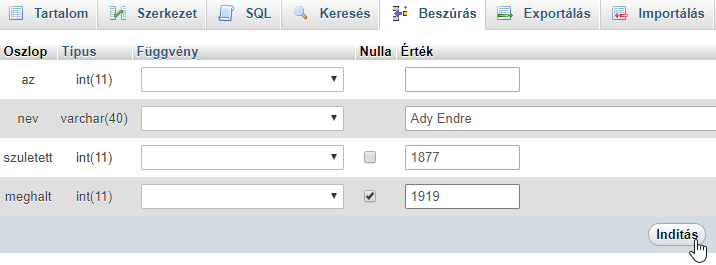 Tartalom Szerkezet SQL Keresés Beszúrás Exportálás Importálás
Oszlop Típus Függvény Nulla Érték
az int(11)
nev varchar(40) Ady Endre
szuletett int(11) 1877
meghalt int(11) 1919
Indítás